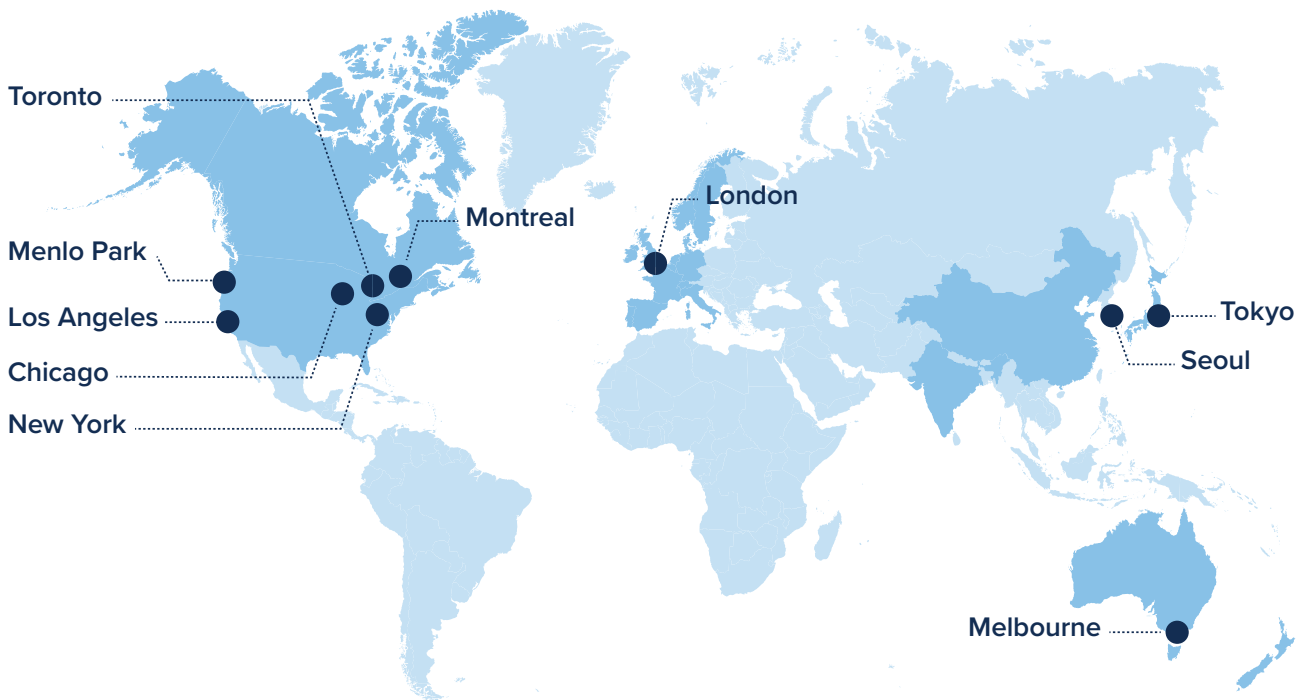 Toronto
London
Montreal
Menlo Park
Los Angeles
Tokyo
Seoul
Chicago
New York
Melbourne